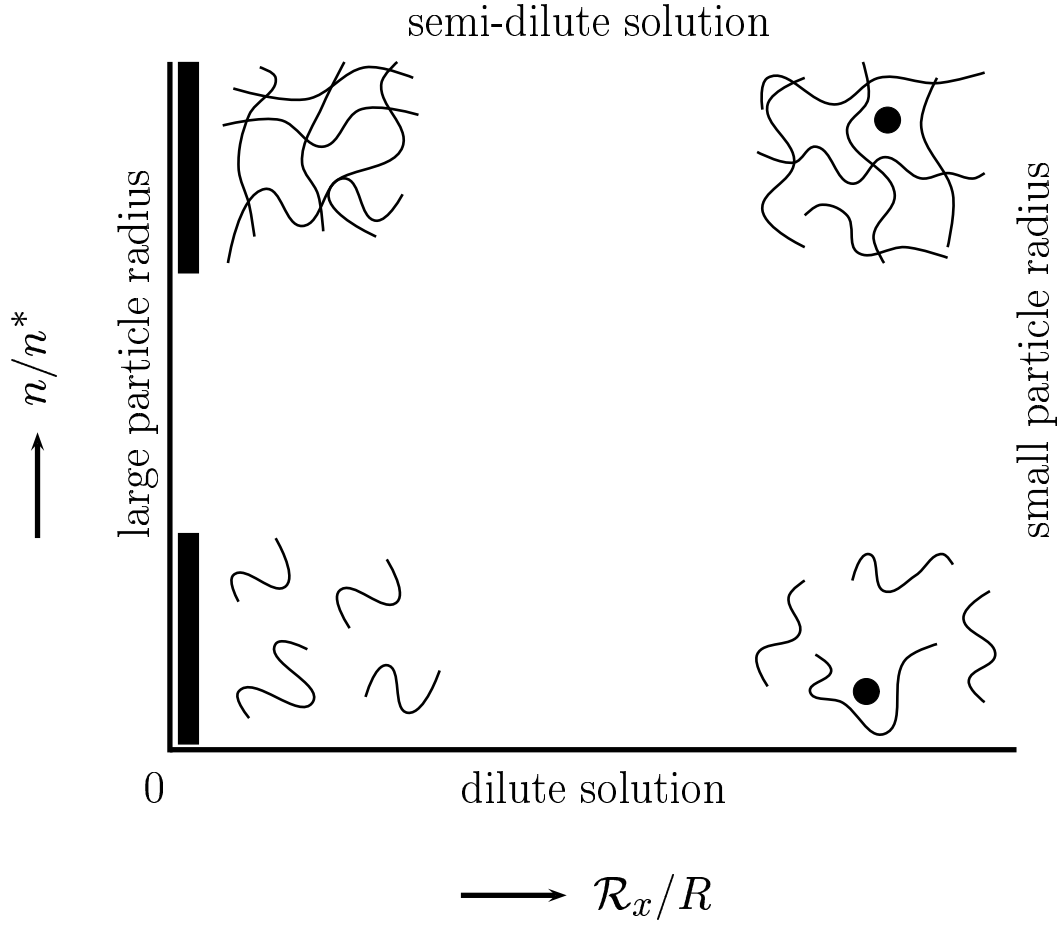 semi-dilute solution
large particle radius
small particle radius
n/n*
0
dilute solution
ℛₓ/R